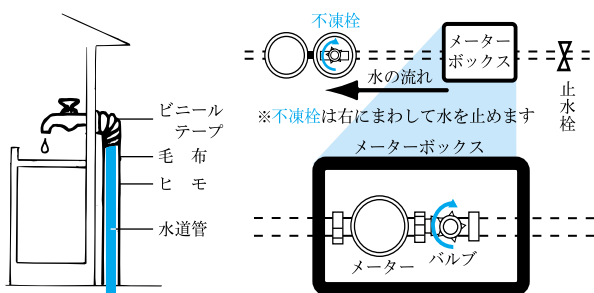 ビニール
テープ
毛 布
ヒ モ
水道管
不凍栓
メーター
ボックス
水の流れ
止水栓
※不凍栓は右にまわして水を止めます
メーターボックス
メーター
バルブ